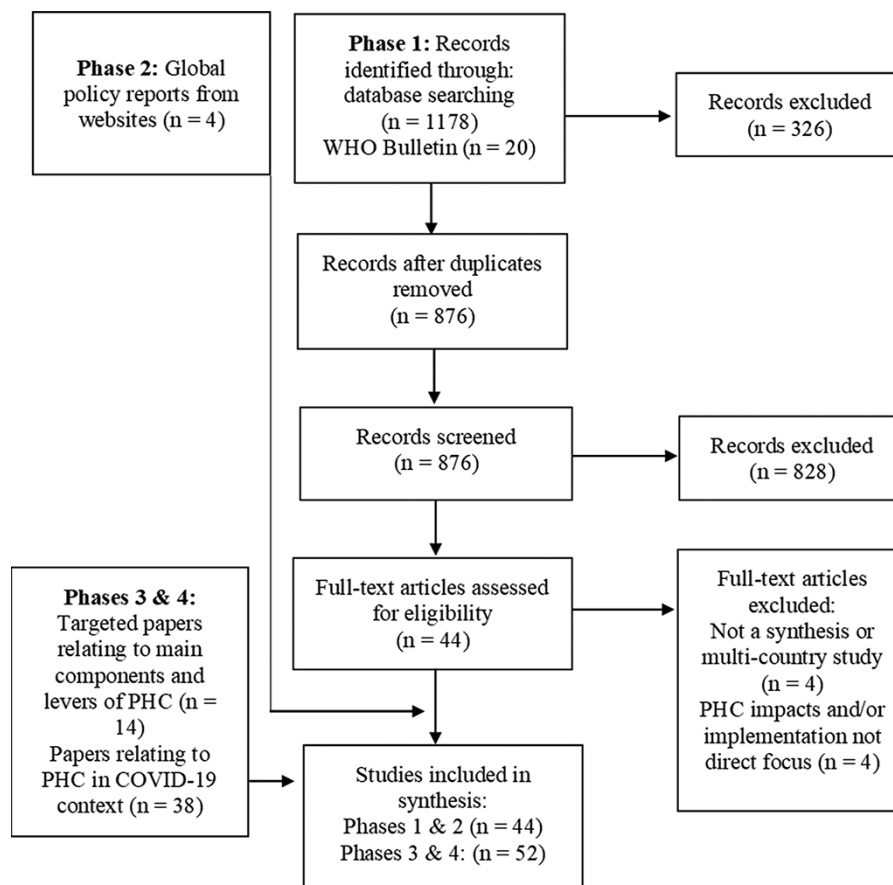 Phase 2: Global
policy reports from
websites (n = 4)
Phase 1: Records
identified through:
database searching
(n = 1178)
WHO Bulletin (n = 20)
Records excluded
(n = 326)
Records after duplicates
removed
(n = 876)
Records screened
(n = 876)
Records excluded
(n = 828)
Phases 3 & 4:
Targeted papers
relating to main
components and
levers of PHC (n =
14)
Papers relating to
PHC in COVID-19
context (n = 38)
Full-text articles assessed
for eligibility
(n = 44)
Full-text articles
excluded:
Not a synthesis or
multi-country study
(n = 4)
PHC impacts and/or
implementation not
direct focus (n = 4)
Studies included in
synthesis:
Phases 1 & 2 (n = 44)
Phases 3 & 4: (n = 52)